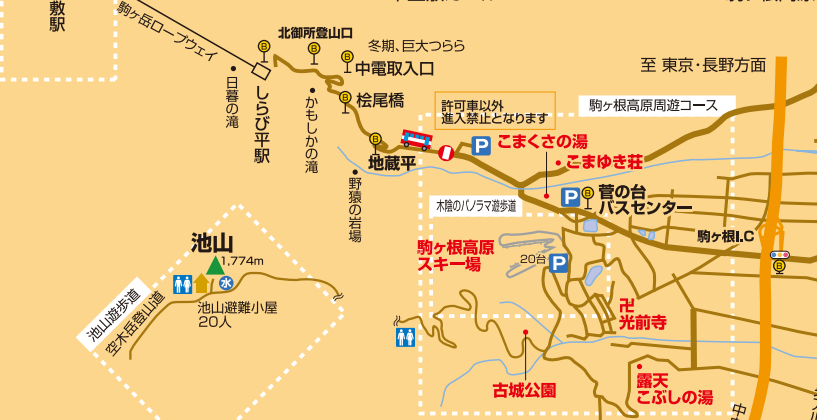 敷駅
駒ヶ岳ロープウェイ
北御所登山口
冬期、巨大つらら
中電取入口
至 東京・長野方面
日暮の滝
しらび平駅
かもしかの滝
桧尾橋
許可車以外
進入禁止となります
駒ヶ根高原周遊コース
P
こまくさの湯
こまゆき荘
地蔵平
野猿の岩場
P
菅の台
バスセンター
木陰のパノラマ遊歩道
駒ヶ根I.C
駒ヶ根高原
スキー場
20台
P
池山
1,774m
水
池山避難小屋
20人
池山遊歩道
空木岳登山道
卍
光前寺
古城公園
露天
こぶしの湯
B
B
B
B
B
B
B